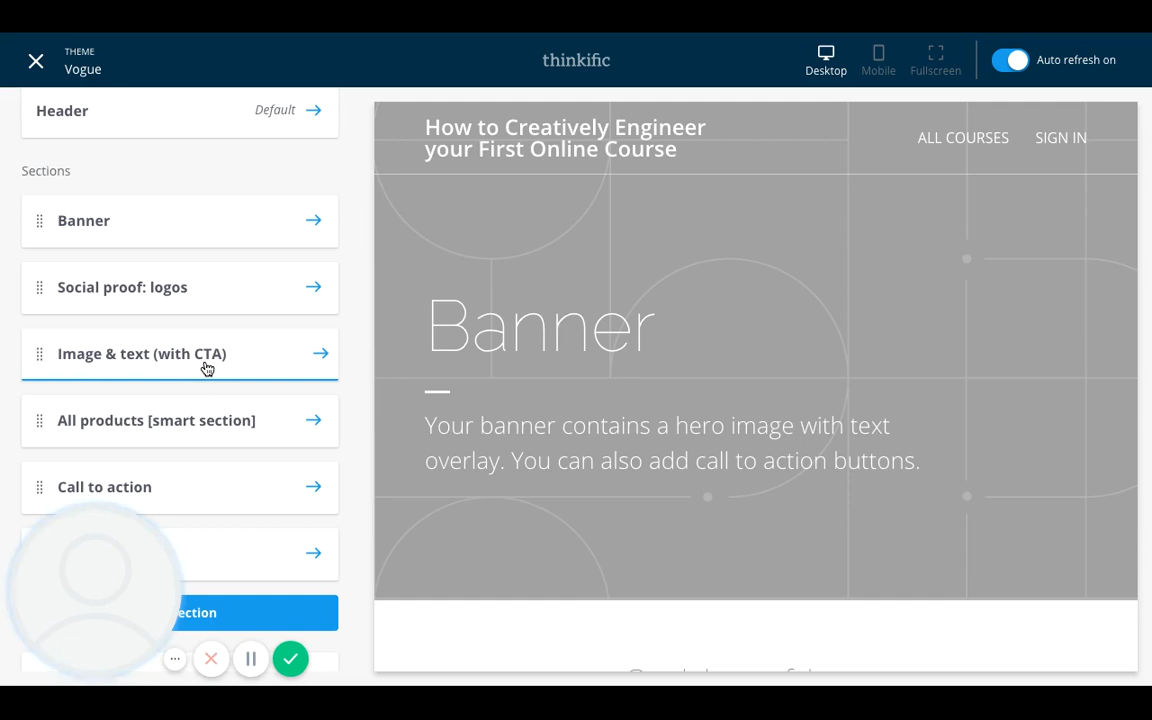 THEME
Vogue
thinkific
Desktop
Mobile
Fullscreen
Auto refresh on
Header
Default
Sections
Banner
Social proof: logos
Image & text (with CTA)
All products [smart section]
Call to action
ection
How to Creatively Engineer
your First Online Course
ALL COURSES
SIGN IN
Banner
Your banner contains a hero image with text
overlay. You can also add call to action buttons.